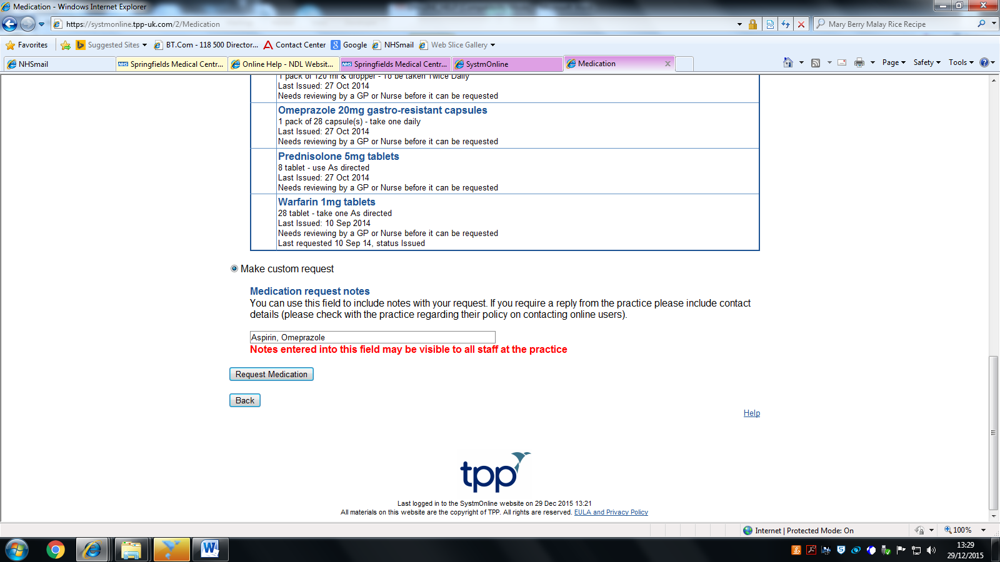 Medication - Windows Internet Explorer
https://systmonline.tpp-uk.com/2/Medication
Mary Berry Malay Rice Recipe
Favorites Suggested Sites BT.Com - 118 500 Director... Contact Center Google NHSmail Web Slice Gallery
NHSmail NHS Springfields Medical Centr... Online Help - NDL Websit... NHS Springfields Medical Centr... SystmOnline Medication Page Safety Tools
1 pack of 120 ml & dropper - To be taken Twice Daily
Last Issued: 27 Oct 2014
Needs reviewing by a GP or Nurse before it can be requested
Omeprazole 20mg gastro-resistant capsules
1 pack of 28 capsule(s) - take one daily
Last Issued: 27 Oct 2014
Needs reviewing by a GP or Nurse before it can be requested
Prednisolone 5mg tablets
8 tablet - use As directed
Last Issued: 27 Oct 2014
Needs reviewing by a GP or Nurse before it can be requested
Warfarin 1mg tablets
28 tablet - take one As directed
Last Issued: 10 Sep 2014
Needs reviewing by a GP or Nurse before it can be requested
Last requested 10 Sep 14, status Issued
Make custom request
Medication request notes
You can use this field to include notes with your request. If you require a reply from the practice please include contact
details (please check with the practice regarding their policy on contacting online users).
Aspirin, Omeprazole
Notes entered into this field may be visible to all staff at the practice
Request Medication
Back
Help
tpp
Last logged in to the SystmOnline website on 29 Dec 2015 13:21
All materials on this website are the copyright of TPP. All rights are reserved. EULA and Privacy Policy
Internet | Protected Mode: On 100%
13:29
29/12/2015